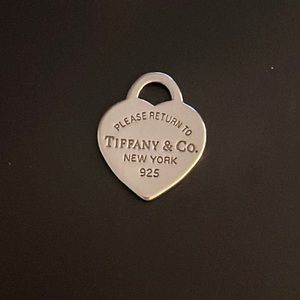 PLEASE RETURN TO
TIFFANY & CO.
NEW YORK
925